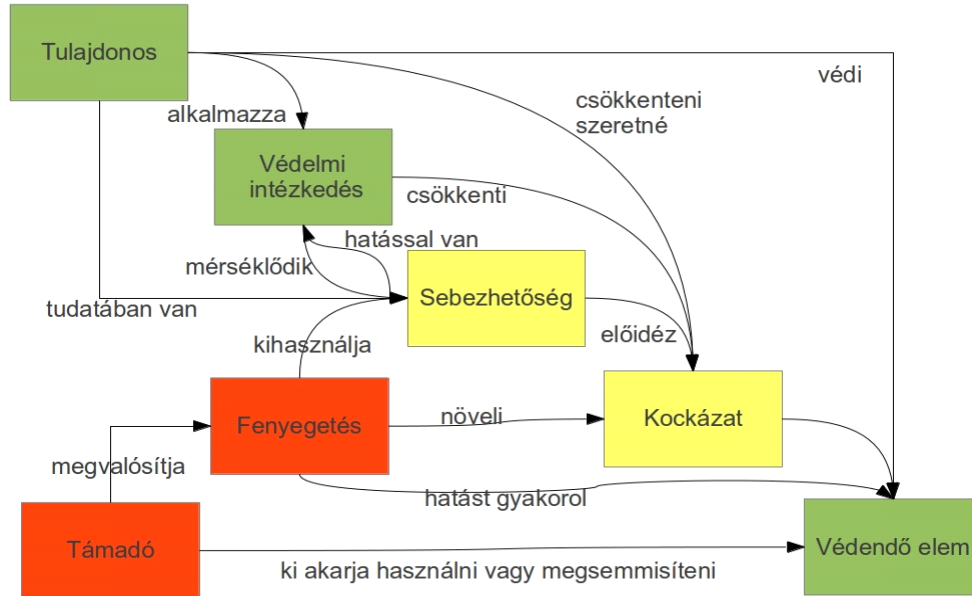 Tulajdonos
védi
csökkenteni
szeretné
alkalmazza
Védelmi
intézkedés
csökkenti
hatással van
mérséklődik
Sebezhetőség
tudatában van
előidéz
kihasználja
Fenyegetés
növeli
Kockázat
megvalósítja
hatást gyakorol
Támadó
Védendő elem
ki akarja használni vagy megsemmisíteni